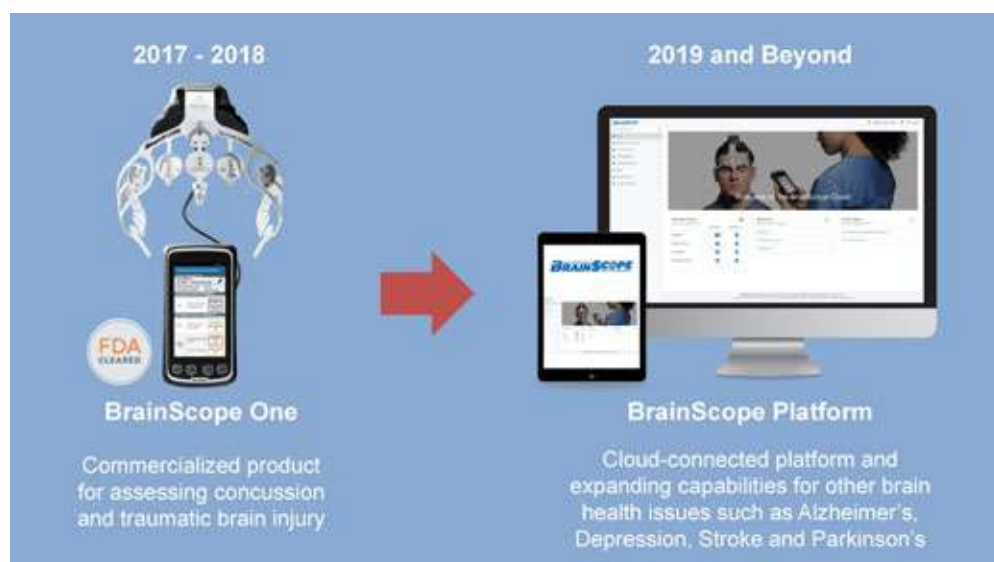 2017 - 2018
FDA
CLEARED
BrainScope One
Commercialized product
for assessing concussion
and traumatic brain injury
2019 and Beyond
BRAINSCOPE
BrainScope Platform
Cloud-connected platform and
expanding capabilities for other brain
health issues such as Alzheimer's,
Depression, Stroke and Parkinson's